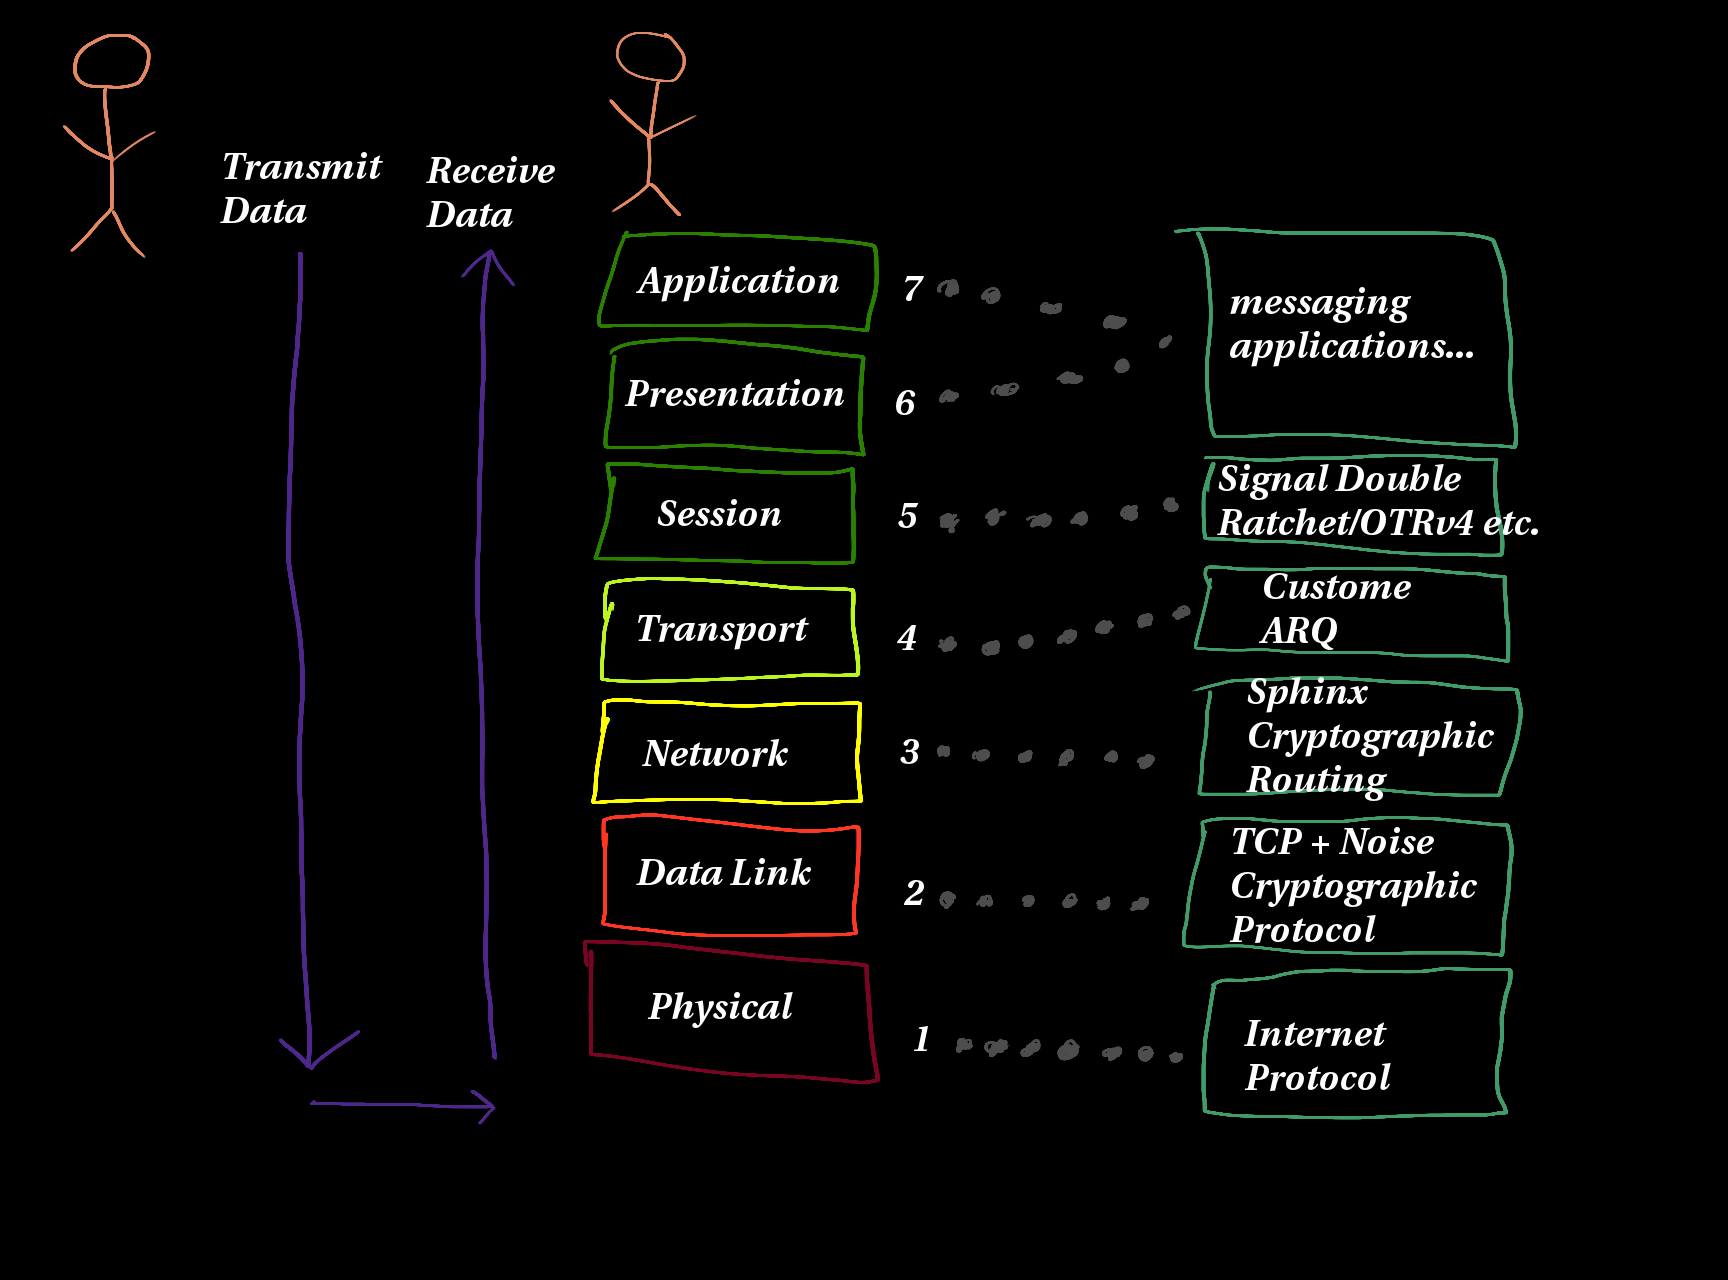 Transmit
Data
Receive
Data
Application
7
Presentation
6
Session
5
Transport
4
Network
3
Data Link
2
Physical
1
messaging
applications...
Signal Double
Ratchet/OTRv4 etc.
Custome
ARQ
Sphinx
Cryptographic
Routing
TCP + Noise
Cryptographic
Protocol
Internet
Protocol